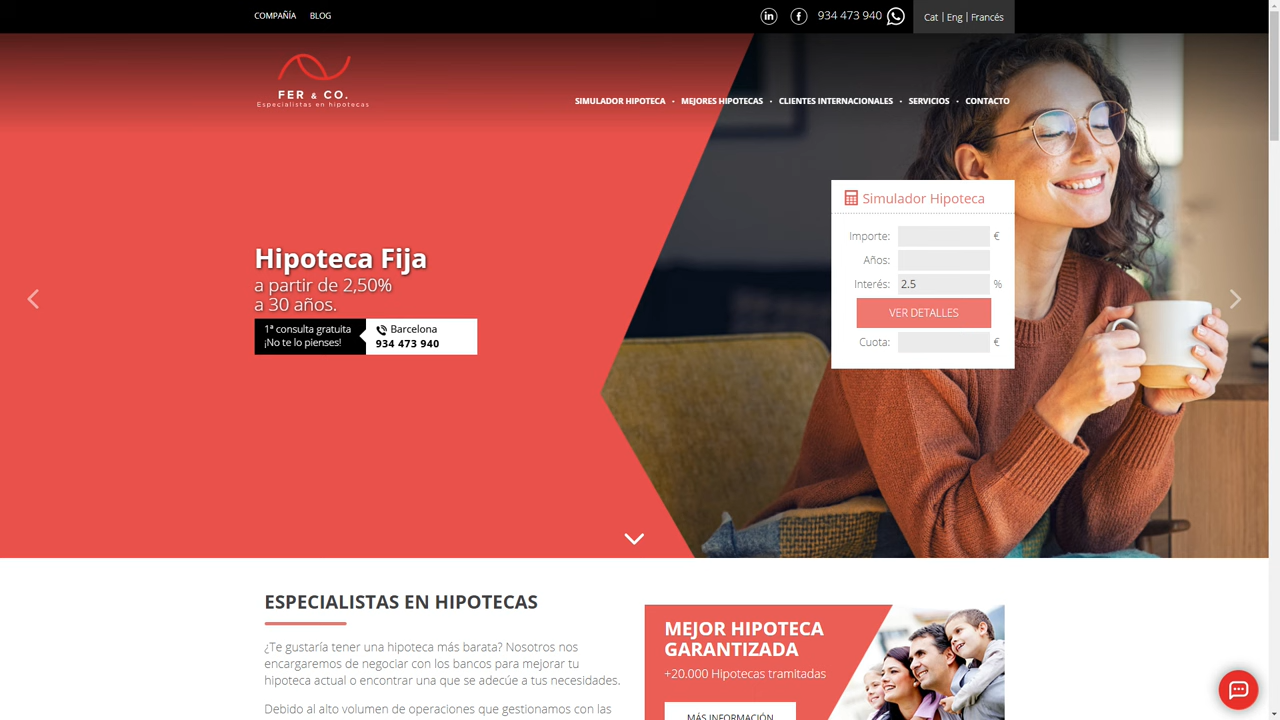 COMPAÑÍA BLOG
934 473 940
Cat | Eng | Francés
FER & CO.
Especialistas en hipotecas
SIMULADOR HIPOTECA • MEJORES HIPOTECAS • CLIENTES INTERNACIONALES • SERVICIOS • CONTACTO
Hipoteca Fija
a partir de 2,50%
a 30 años.
1ª consulta gratuita
¡No te lo pienses!
Barcelona
934 473 940
Simulador Hipoteca
Importe: €
Años:
Interés: 2.5 %
VER DETALLES
Cuota: €
ESPECIALISTAS EN HIPOTECAS
¿Te gustaría tener una hipoteca más barata? Nosotros nos
encargaremos de negociar con los bancos para mejorar tu
hipoteca actual o encontrar una que se adecúe a tus necesidades.
Debido al alto volumen de operaciones que gestionamos con las
MEJOR HIPOTECA
GARANTIZADA
+20.000 Hipotecas tramitadas
MÁS INFORMACIÓN